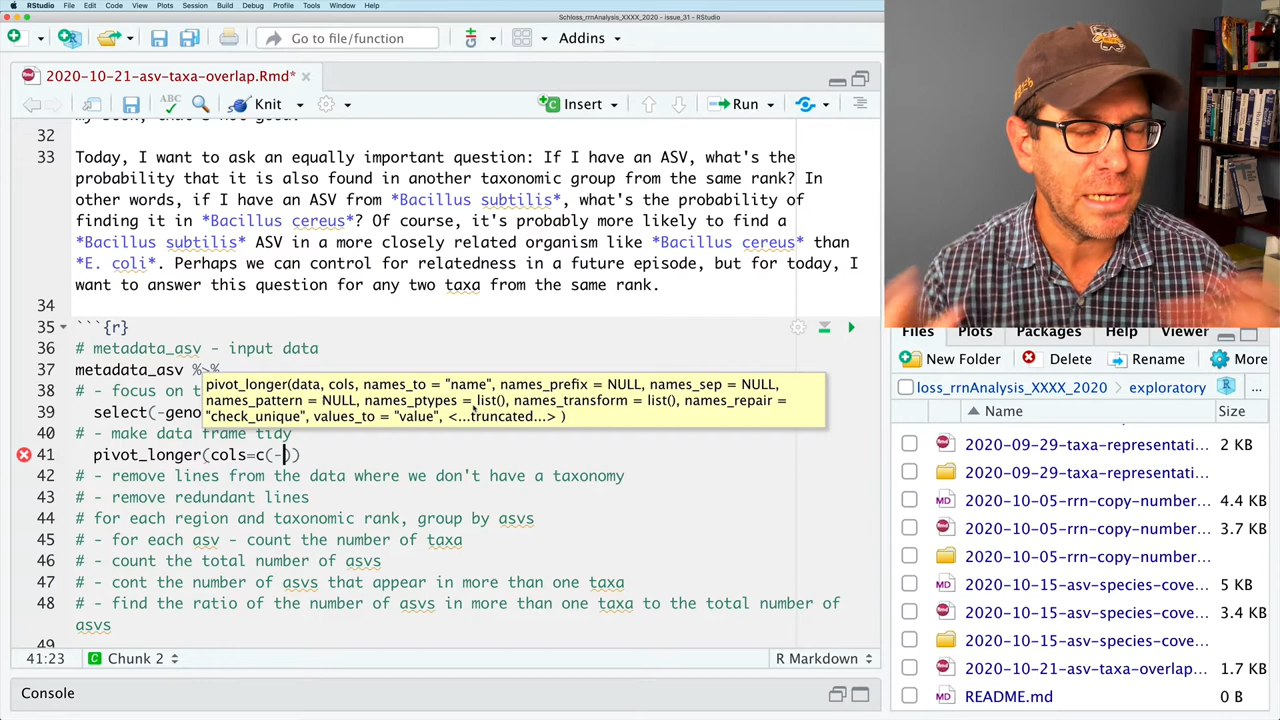 RStudio File Edit Code View Plots Session Build Debug Profile Tools Window Help
Schloss_rrnAnalysis_XXXX_2020 - issue_31 - RStudio
Go to file/function Addins
2020-10-21-asv-taxa-overlap.Rmd*
ABC Knit Insert Run
32
33 Today, I want to ask an equally important question: If I have an ASV, what's the
probability that it is also found in another taxonomic group from the same rank? In
other words, if I have an ASV from *Bacillus subtilis*, what's the probability of
finding it in *Bacillus cereus*? Of course, it's probably more likely to find a
*Bacillus subtilis* ASV in a more closely related organism like *Bacillus cereus* than
*E. coli*. Perhaps we can control for relatedness in a future episode, but for today, I
want to answer this question for any two taxa from the same rank.
34
35 ```{r}
36 # metadata_asv - input data
37 metadata_asv %>%
pivot_longer(data, cols, names_to = "name", names_prefix = NULL, names_sep = NULL,
names_pattern = NULL, names_ptypes = list(), names_transform = list(), names_repair =
"check_unique", values_to = "value", <...truncated...> )
38 # - focus on t
39 select(-geno
40 # - make data frame tidy
41 pivot_longer(cols=c(-))
42 # - remove lines from the data where we don't have a taxonomy
43 # - remove redundant lines
44 # for each region and taxonomic rank, group by asvs
45 # - for each asv - count the number of taxa
46 # - count the total number of asvs
47 # - cont the number of asvs that appear in more than one taxa
48 # - find the ratio of the number of asvs in more than one taxa to the total number of
asvs
49
41:23 Chunk 2 R Markdown
Console
Files Plots Packages Help Viewer
New Folder Delete Rename More
loss_rrnAnalysis_XXXX_2020 exploratory
Name Size
2020-09-29-taxa-representati... 2 KB
2020-09-29-taxa-representati...
2020-10-05-rrn-copy-number... 4.4 KB
2020-10-05-rrn-copy-number... 3.7 KB
2020-10-05-rrn-copy-number...
2020-10-15-asv-species-cove... 5 KB
2020-10-15-asv-species-cove... 3.4 KB
2020-10-15-asv-species-cove...
2020-10-21-asv-taxa-overlap... 1.7 KB
README.md 0 B